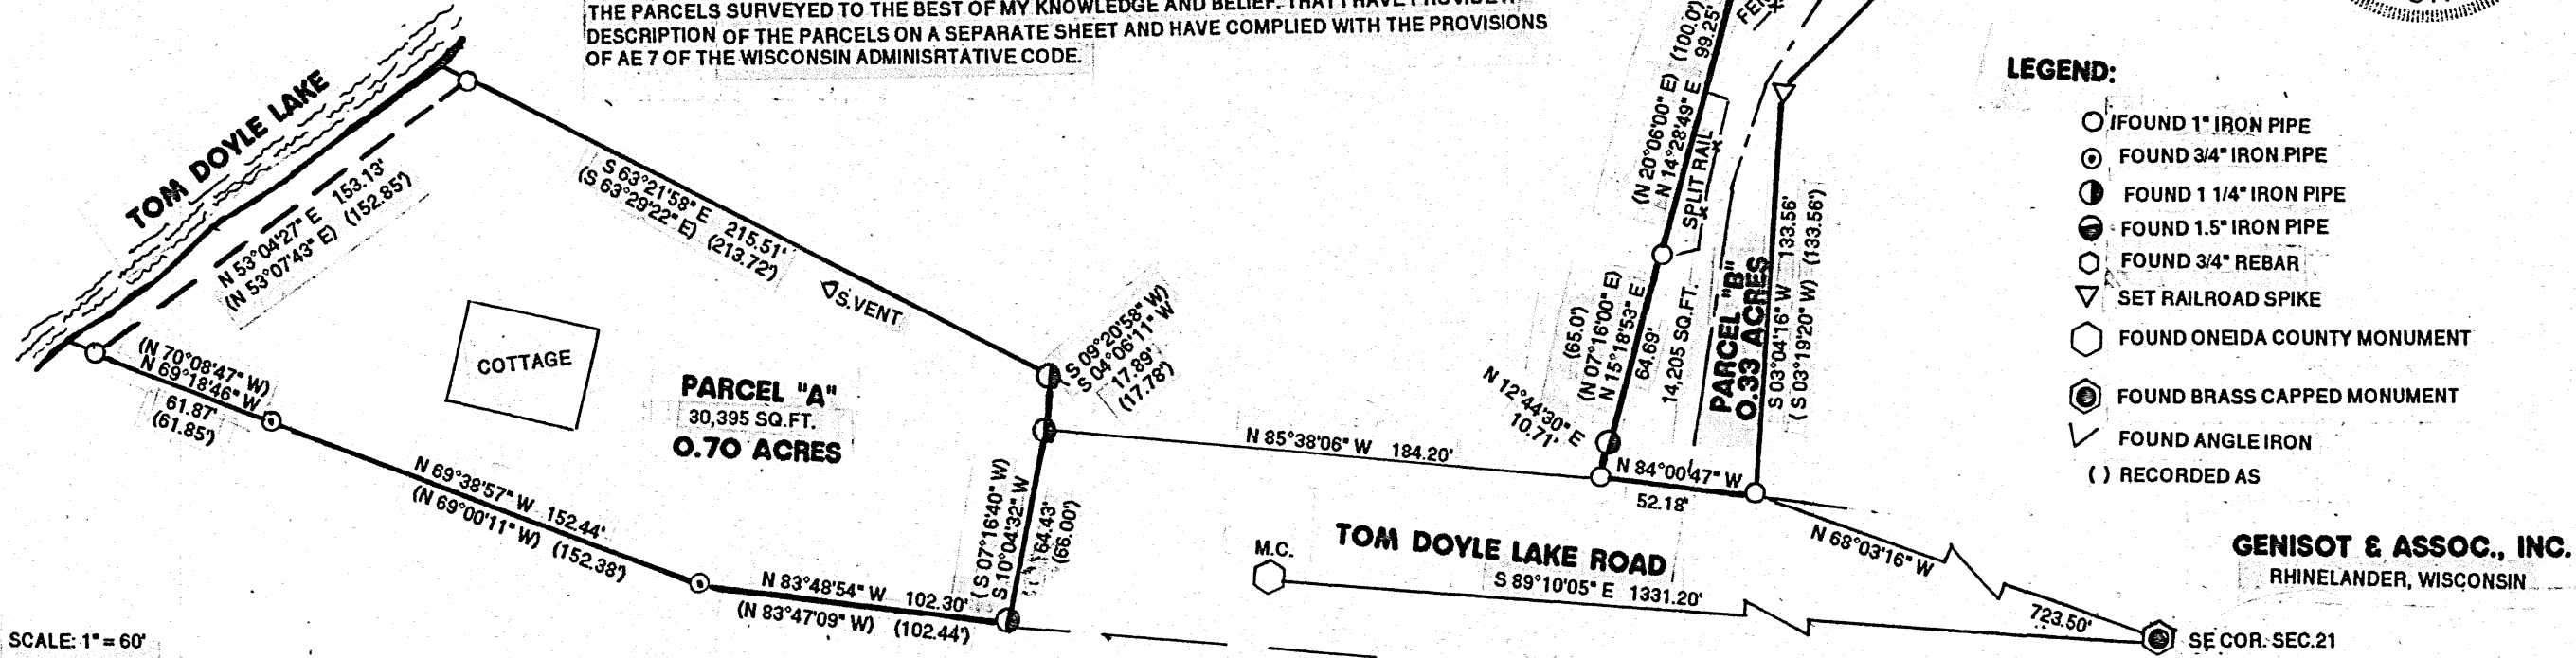 THE PARCELS SURVEYED TO THE BEST OF MY KNOWLEDGE AND BELIEF. THAT I HAVE
DESCRIPTION OF THE PARCELS ON A SEPARATE SHEET AND HAVE COMPLIED WITH THE PROVISIONS
OF AE 7 OF THE WISCONSIN ADMINISRTATIVE CODE.
TOM DOYLE LAKE
N 53°04'27" E 153.13'
(N 53°07'43" E) (152.85')
S 63°21'58" E 215.51'
(S 63°29'22" E) (213.72')
S.VENT
COTTAGE
PARCEL "A"
30,395 SQ.FT.
0.70 ACRES
(N 70°08'47" W)
N 69°18'46" W
61.87'
(61.85')
N 69°38'57" W 152.44'
(N 69°00'11" W) (152.38')
N 83°48'54" W 102.30'
(N 83°47'09" W) (102.44')
(S 07°16'40" W)
S 10°04'32" W
64.43'
(66.00')
S 09°20'58" W)
S 04°06'11" W
17.89'
(17.78')
N 85°38'06" W 184.20'
N 12°44'30" E
10.71'
(65.0')
(N 07°16'00" E)
N 15°18'53" E
64.69'
14,205 SQ.FT.
(N 20°06'00" E) (100.0')
N 14°28'49" E 99.25'
SPLIT RAIL
PARCEL "B"
0.33 ACRES
S 03°04'16" W 133.56'
(S 03°19'20" W) (133.56')
N 84°00'47" W
52.18'
N 68°03'16" W
723.50'
M.C.
TOM DOYLE LAKE ROAD
S 89°10'05" E 1331.20'
SE COR. SEC.21
LEGEND:
FOUND 1" IRON PIPE
FOUND 3/4" IRON PIPE
FOUND 1 1/4" IRON PIPE
FOUND 1.5" IRON PIPE
FOUND 3/4" REBAR
SET RAILROAD SPIKE
FOUND ONEIDA COUNTY MONUMENT
FOUND BRASS CAPPED MONUMENT
FOUND ANGLE IRON
( ) RECORDED AS
GENISOT & ASSOC., INC.
RHINELANDER, WISCONSIN
SCALE: 1" = 60'